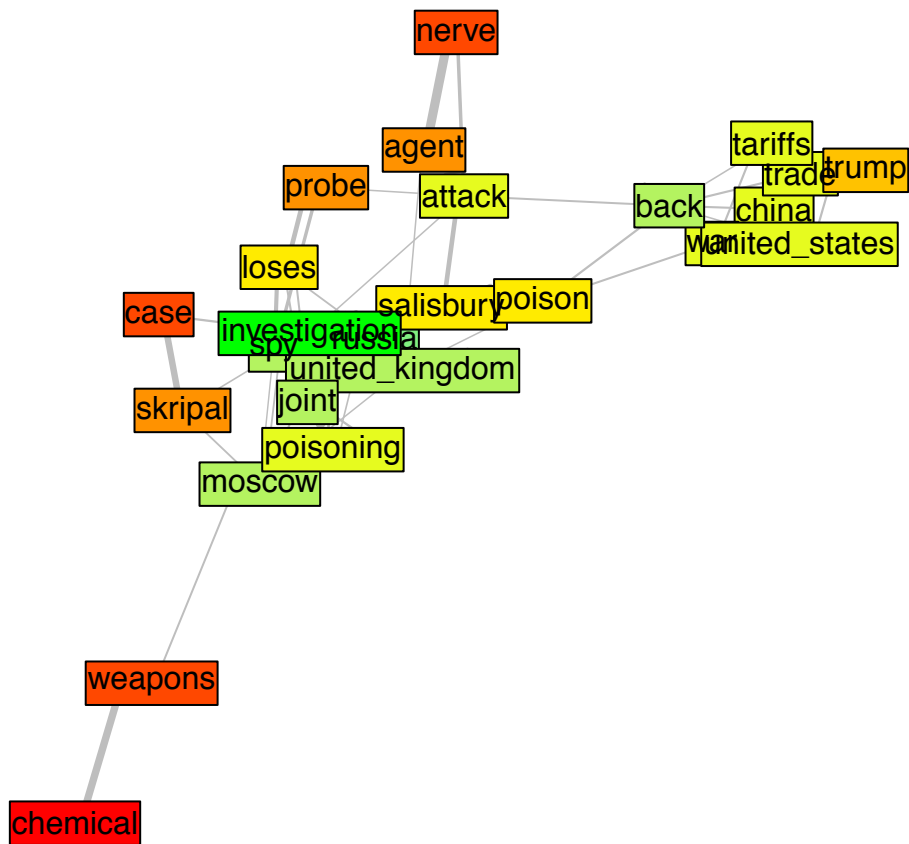 nerve
agent
tariffs
trade
trump
probe
attack
back
china
war
united_states
loses
salisbury
poison
case
investigation
russia
spy
united_kingdom
joint
skripal
poisoning
moscow
weapons
chemical